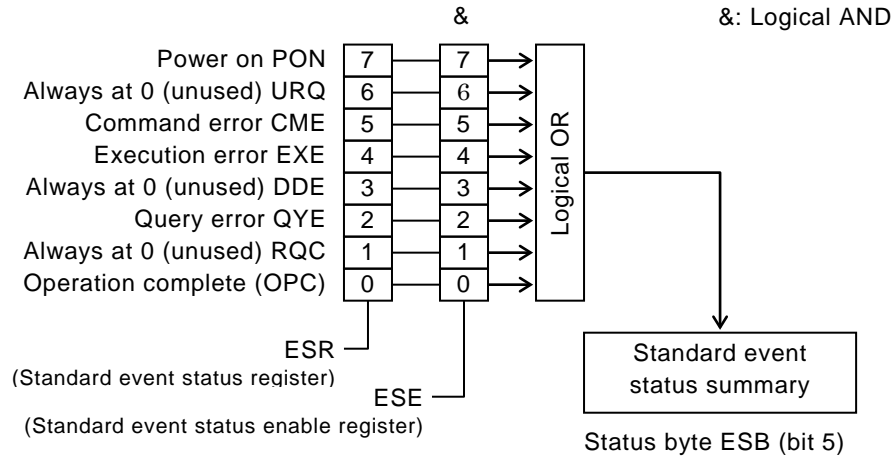 & &: Logical AND
Power on PON 7 7
Always at 0 (unused) URQ 6 6
Command error CME 5 5
Execution error EXE 4 4
Always at 0 (unused) DDE 3 3
Query error QYE 2 2
Always at 0 (unused) RQC 1 1
Operation complete (OPC) 0 0
Logical OR
ESR
(Standard event status register)
ESE
(Standard event status enable register)
Standard event
status summary
Status byte ESB (bit 5)